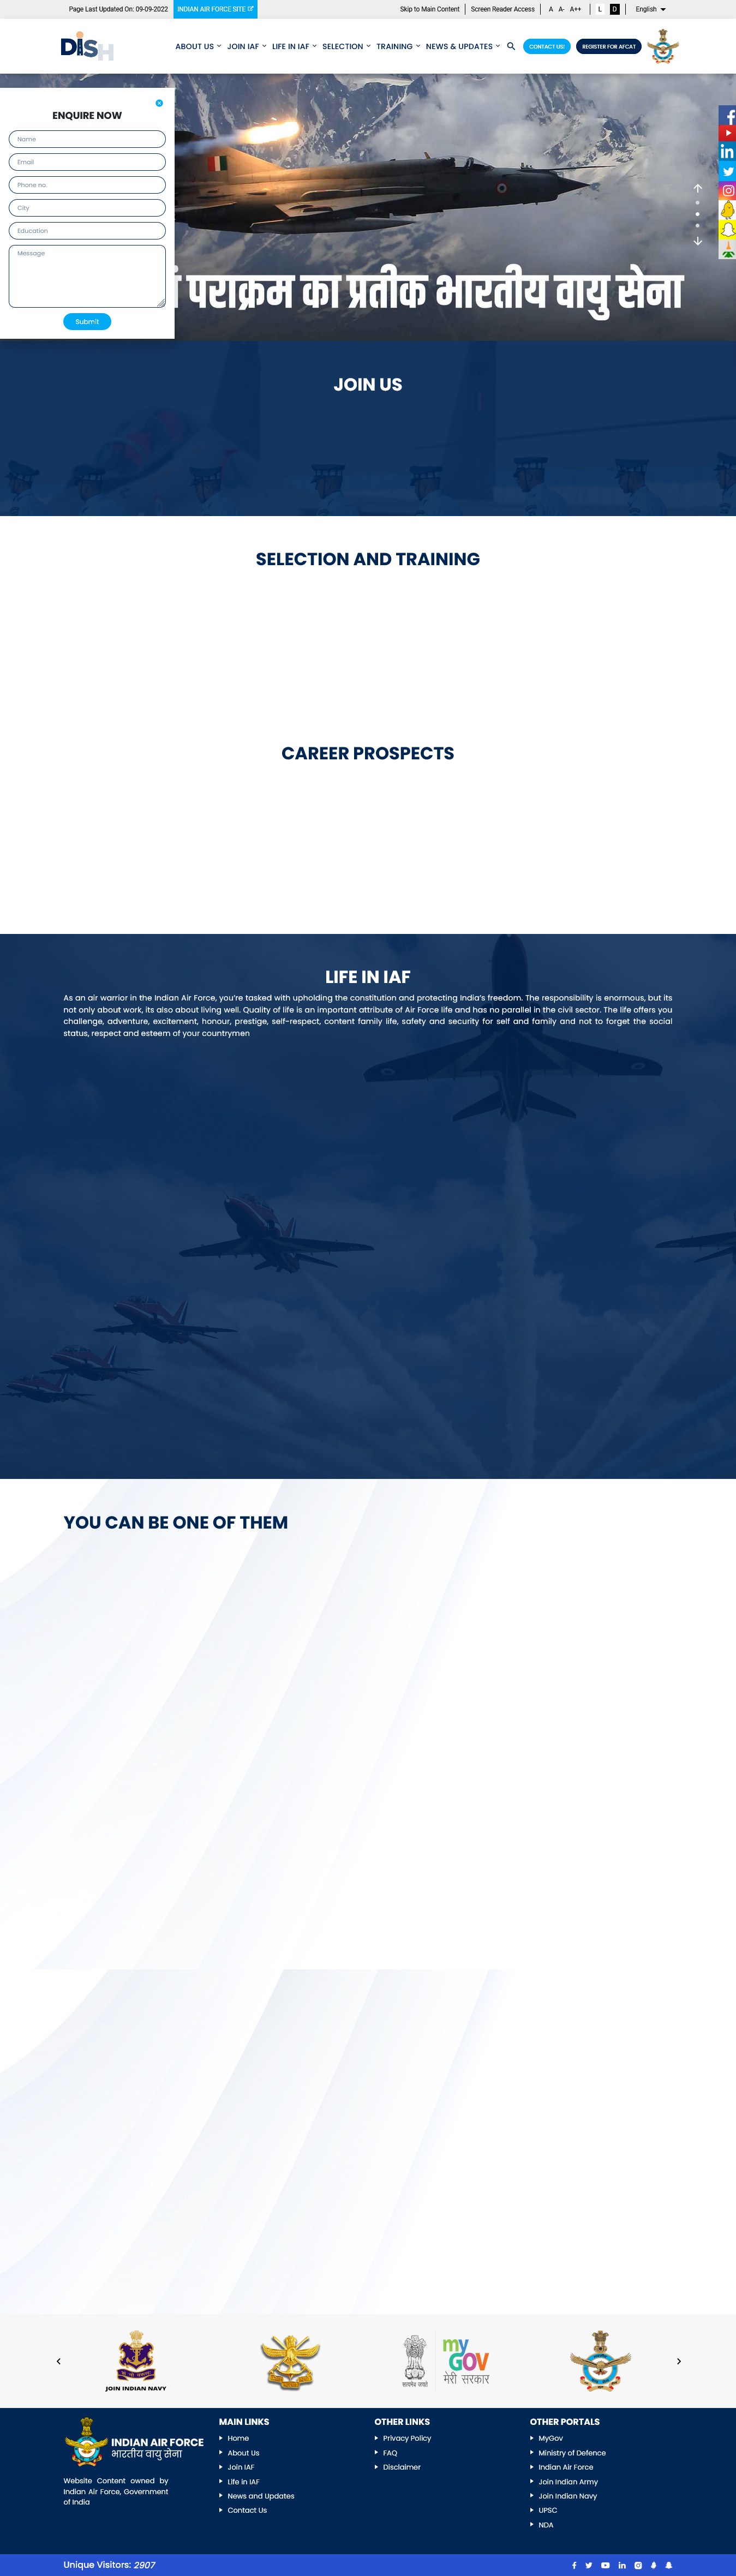 Page Last Updated On: 09-09-2022
INDIAN AIR FORCE SITE
Skip to Main Content
Screen Reader Access
A A- A++
L D
English
DISH
ABOUT US
JOIN IAF
LIFE IN IAF
SELECTION
TRAINING
NEWS & UPDATES
CONTACT US!
REGISTER FOR AFCAT
ENQUIRE NOW
Name
Email
Phone no.
City
Education
Message
Submit
पराक्रम का प्रतीक भारतीय वायु सेना
JOIN US
SELECTION AND TRAINING
CAREER PROSPECTS
LIFE IN IAF
As an air warrior in the Indian Air Force, you're tasked with upholding the constitution and protecting India's freedom. The responsibility is enormous, but its
not only about work, its also about living well. Quality of life is an important attribute of Air Force life and has no parallel in the civil sector. The life offers you
challenge, adventure, excitement, honour, prestige, self-respect, content family life, safety and security for self and family and not to forget the social
status, respect and esteem of your countrymen
YOU CAN BE ONE OF THEM
JOIN INDIAN NAVY
सत्यमेव जयते
my
GOV
मेरी सरकार
INDIAN AIR FORCE
भारतीय वायु सेना
Website Content owned by
Indian Air Force, Government
of India
MAIN LINKS
Home
About Us
Join IAF
Life in IAF
News and Updates
Contact Us
OTHER LINKS
Privacy Policy
FAQ
Disclaimer
OTHER PORTALS
MyGov
Ministry of Defence
Indian Air Force
Join Indian Army
Join Indian Navy
UPSC
NDA
Unique Visitors: 2907